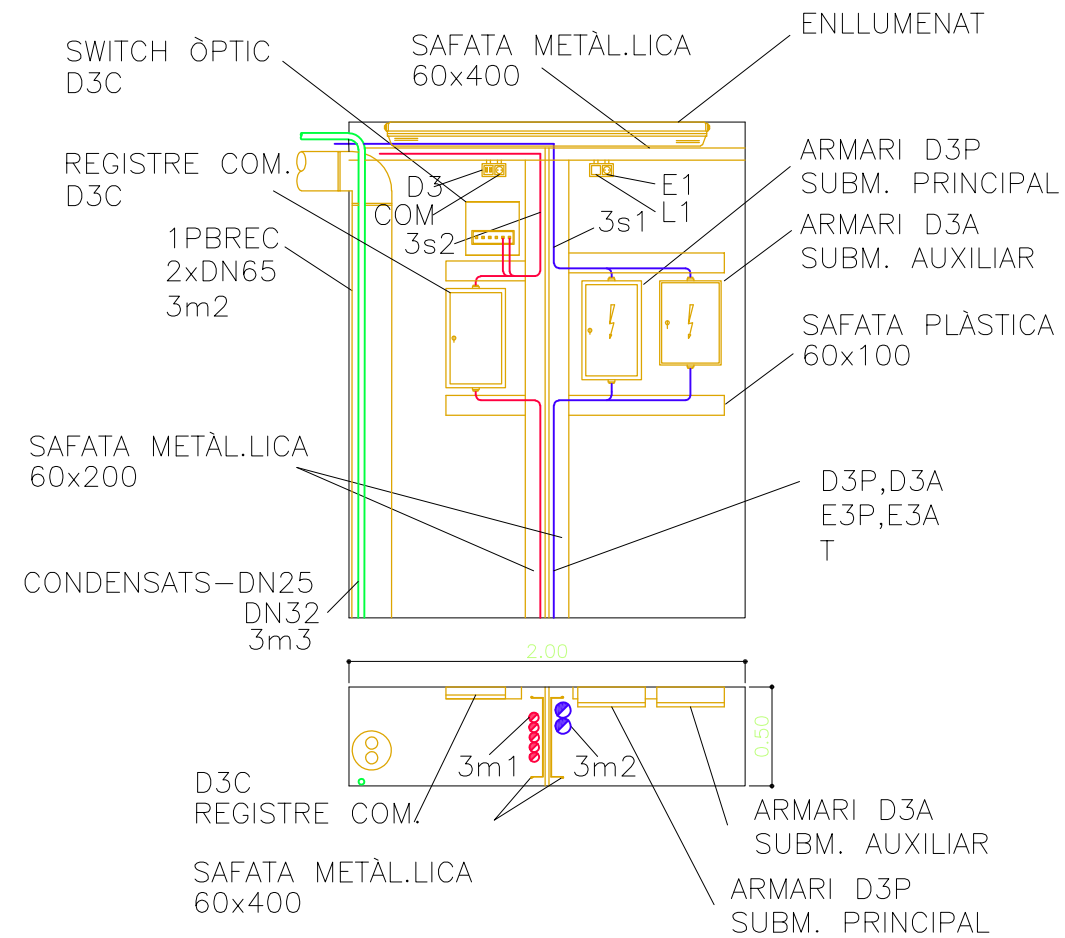 ENLLUMENAT
SWITCH ÒPTIC
D3C
SAFATA METÀL.LICA
60x400
REGISTRE COM.
D3C
ARMARI D3P
SUBM. PRINCIPAL
D3
COM
E1
L1
3s2
3s1
ARMARI D3A
SUBM. AUXILIAR
1PBREC
2xDN65
3m2
SAFATA PLÀSTICA
60x100
SAFATA METÀL.LICA
60x200
D3P,D3A
E3P,E3A
T
CONDENSATS-DN25
DN32
3m3
2.00
0.50
3m1
3m2
D3C
REGISTRE COM.
ARMARI D3A
SUBM. AUXILIAR
SAFATA METÀL.LICA
60x400
ARMARI D3P
SUBM. PRINCIPAL